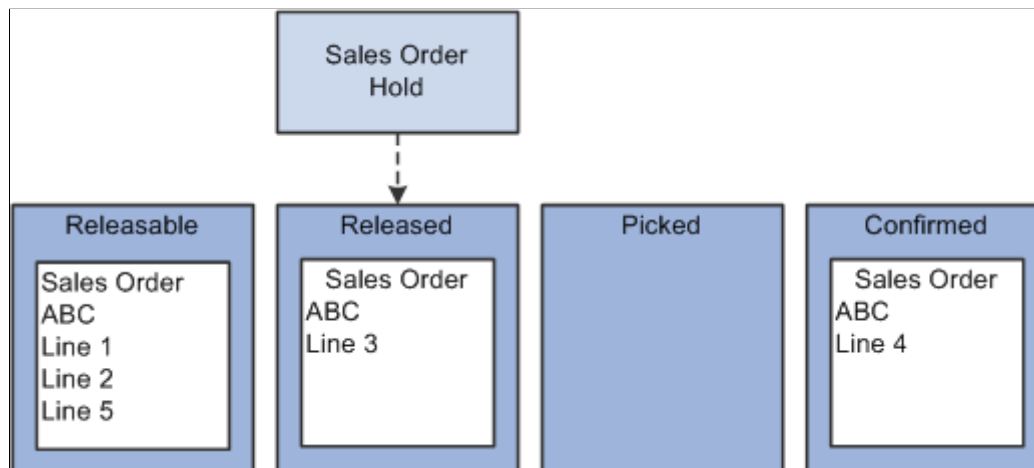 Sales Order
Hold
Releasable
Sales Order
ABC
Line 1
Line 2
Line 5
Released
Sales Order
ABC
Line 3
Picked
Confirmed
Sales Order
ABC
Line 4